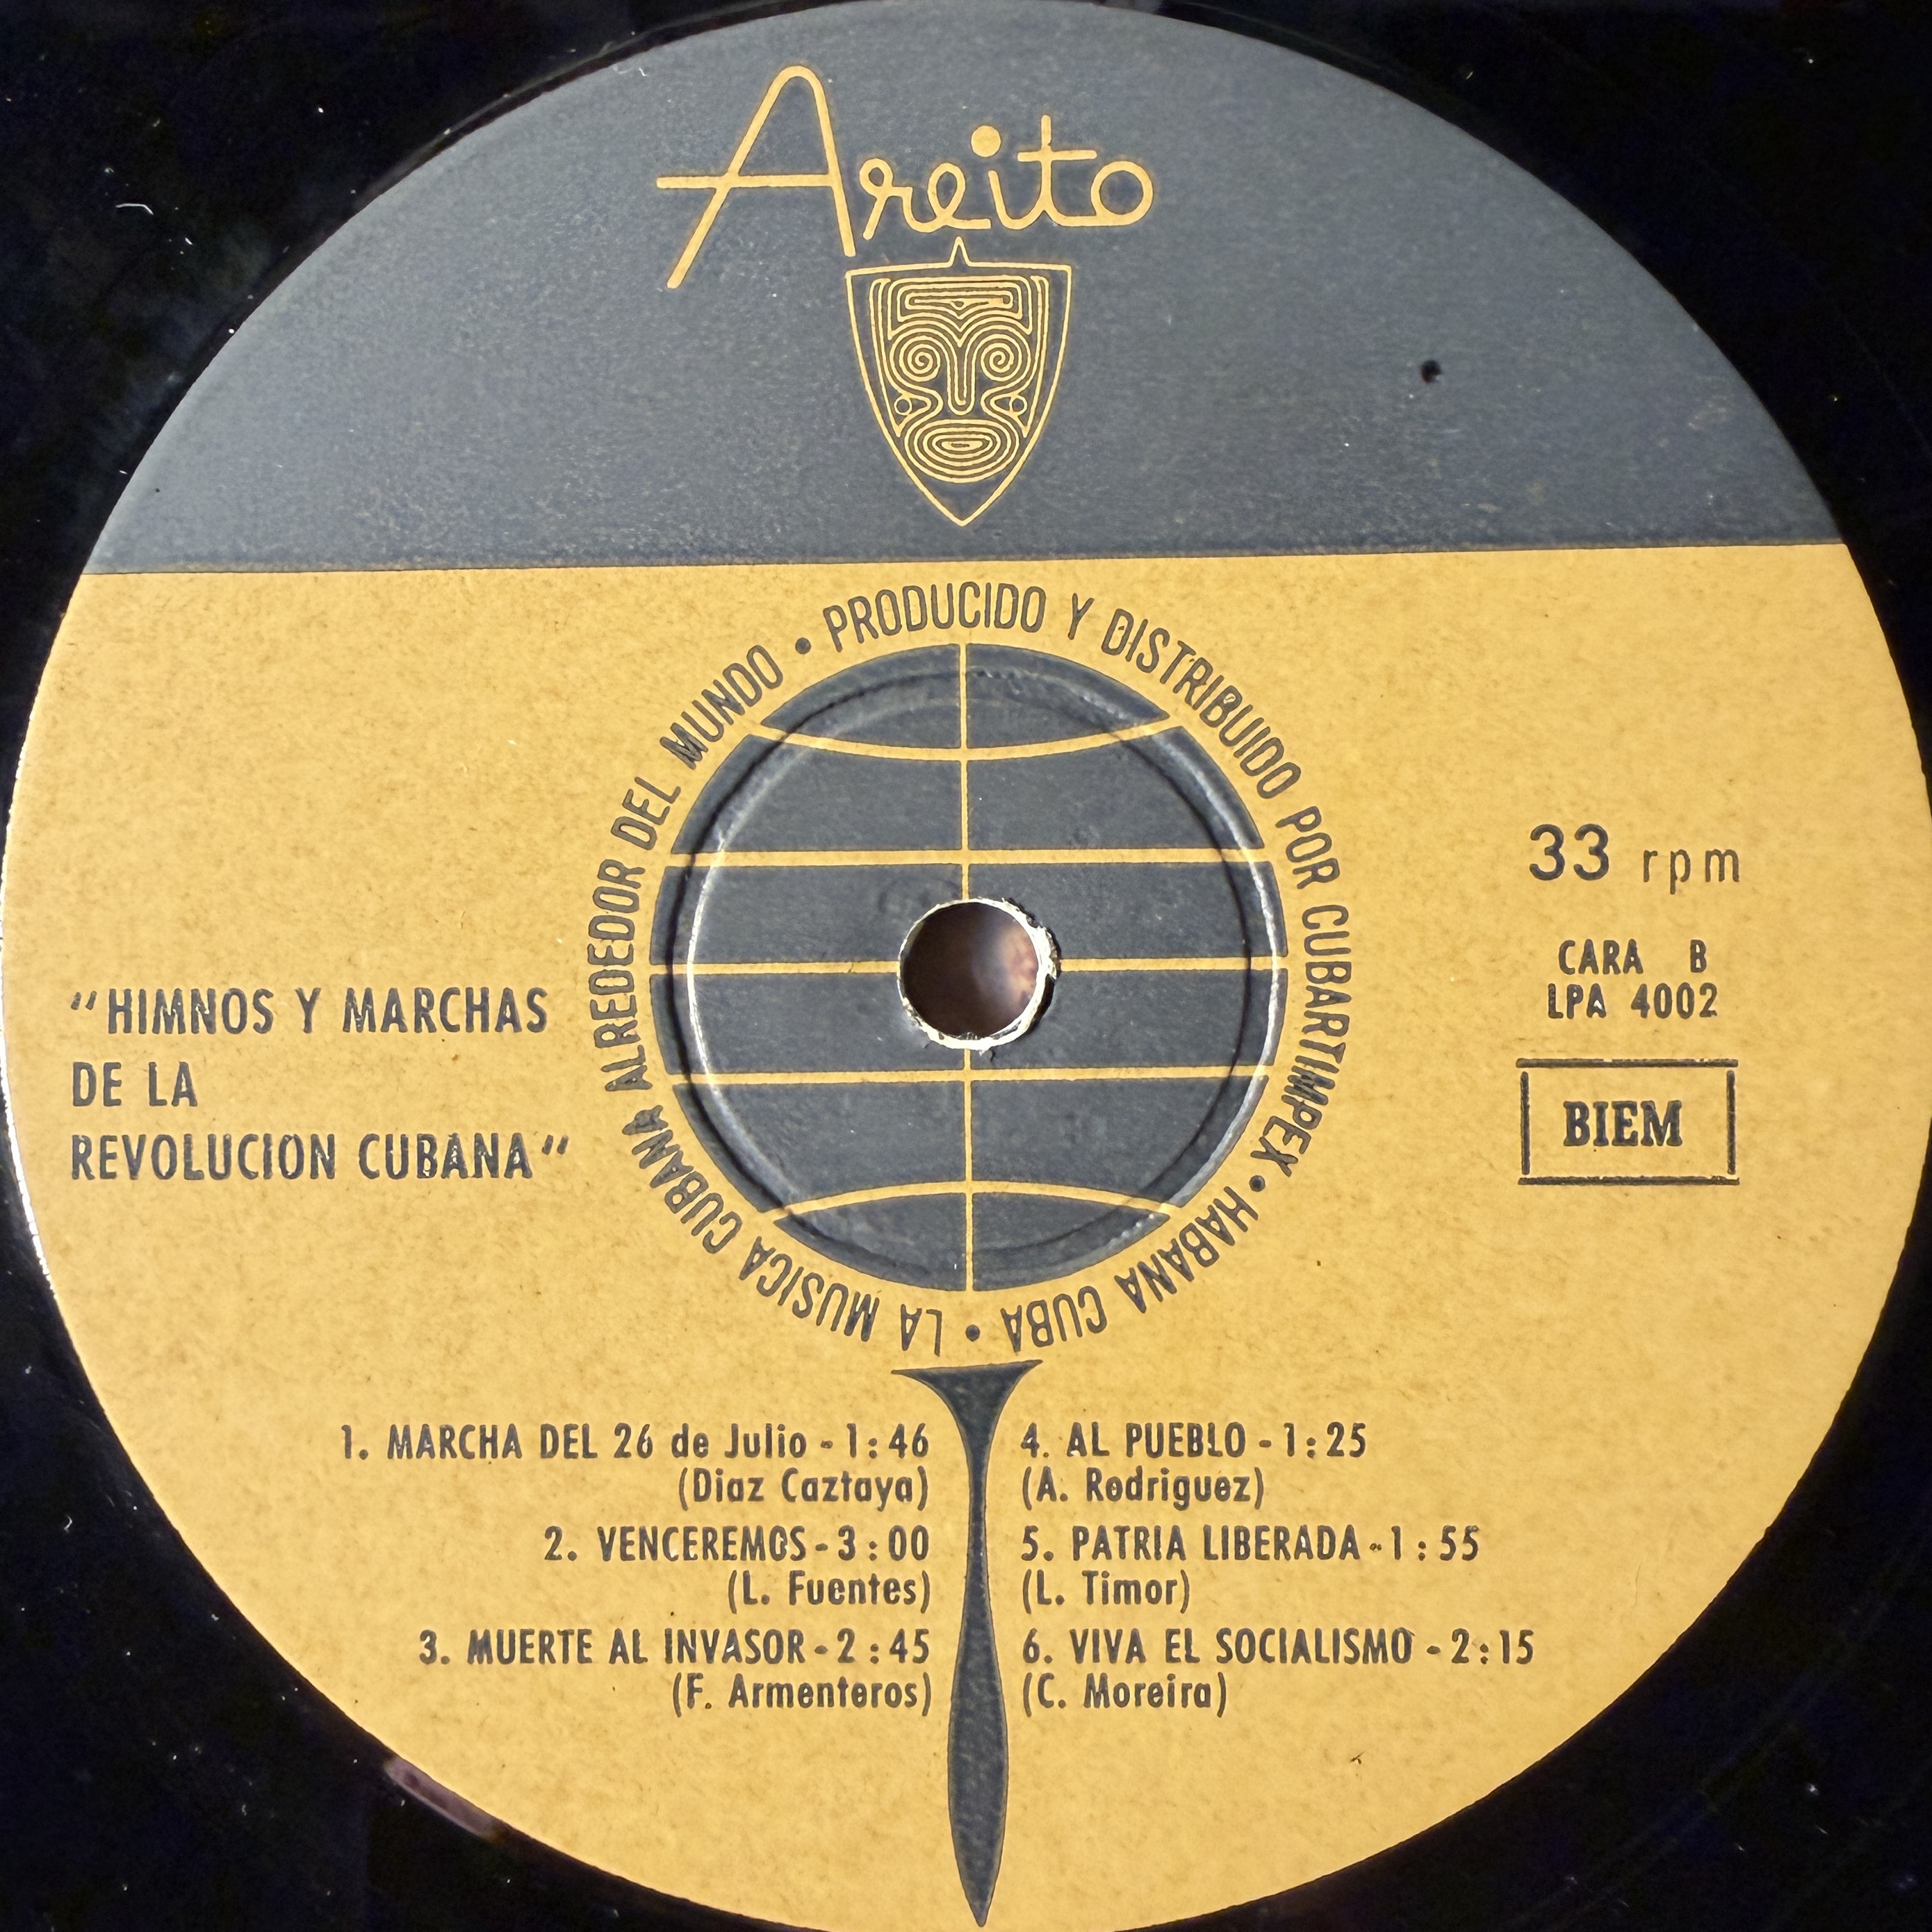 Areito
PRODUCIDO Y DISTRIBUIDO POR CUBARTIMPEX • HABANA CUBA • LA MUSICA CUBANA ALREDEDOR DEL MUNDO •
33 rpm
CARA B
LPA 4002
BIEM
"HIMNOS Y MARCHAS
DE LA
REVOLUCION CUBANA"
1. MARCHA DEL 26 de Julio - 1:46
(Diaz Caztaya)
2. VENCEREMOS - 3:00
(L. Fuentes)
3. MUERTE AL INVASOR - 2:45
(F. Armenteros)
4. AL PUEBLO - 1:25
(A. Rodriguez)
5. PATRIA LIBERADA - 1:55
(L. Timor)
6. VIVA EL SOCIALISMO - 2:15
(C. Moreira)